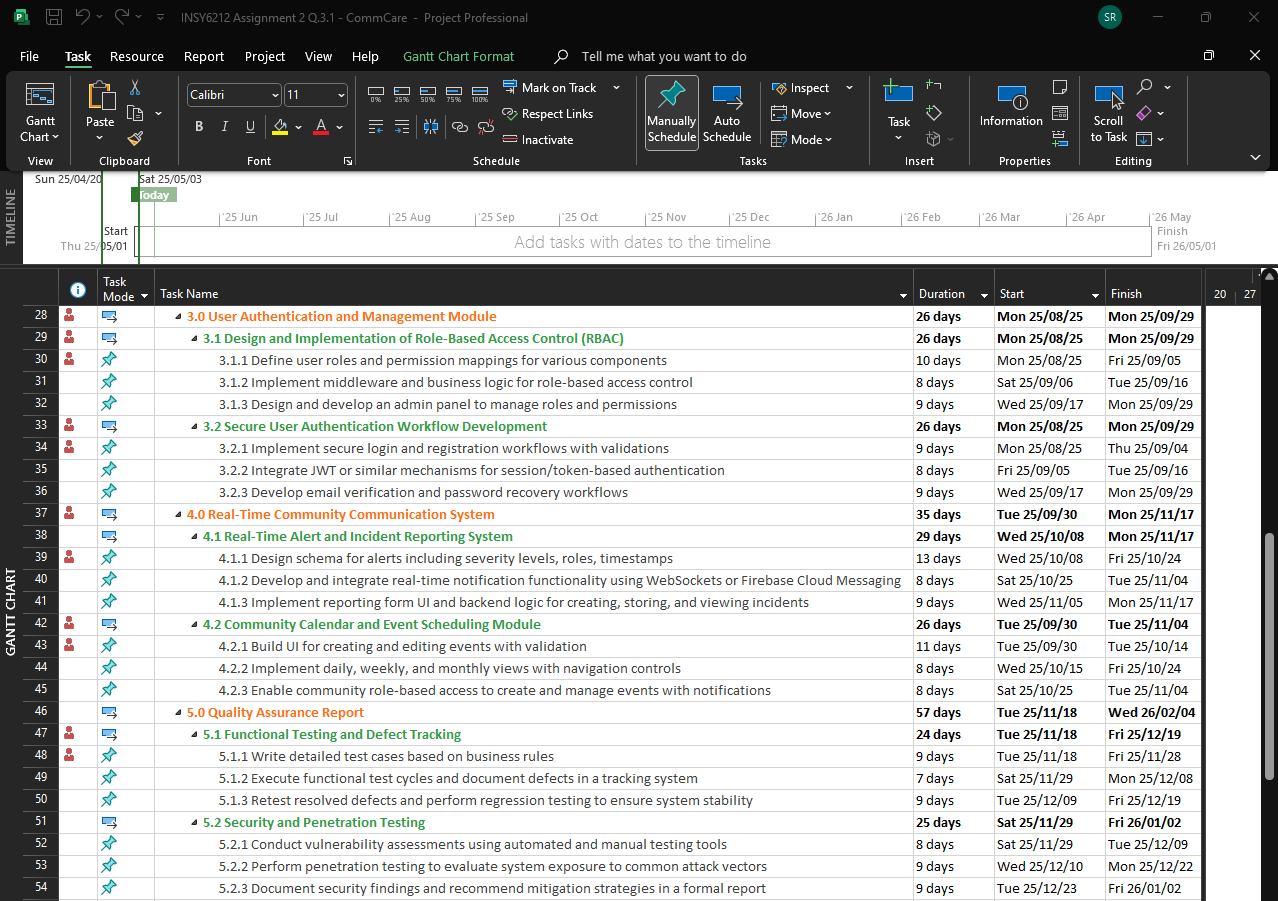 INSY6212 Assignment 2 Q.3.1 - CommCare - Project Professional
SR
File Task Resource Report Project View Help Gantt Chart Format Tell me what you want to do
Gantt Chart
View
Paste
Clipboard
Calibri 11
B I U A
Font
0% 25% 50% 75% 100%
Mark on Track
Respect Links
Inactivate
Schedule
Manually Schedule
Auto Schedule
Inspect
Move
Mode
Tasks
Task
Insert
Information
Properties
Scroll to Task
Editing
TIMELINE
Sun 25/04/20 Sat 25/05/03
Today
'25 Jun '25 Jul '25 Aug '25 Sep '25 Oct '25 Nov '25 Dec '26 Jan '26 Feb '26 Mar '26 Apr '26 May
Start
Thu 25/05/01
Add tasks with dates to the timeline
Finish
Fri 26/05/01
GANTT CHART
Task Mode Task Name Duration Start Finish 20 27
28 3.0 User Authentication and Management Module 26 days Mon 25/08/25 Mon 25/09/29
29 3.1 Design and Implementation of Role-Based Access Control (RBAC) 26 days Mon 25/08/25 Mon 25/09/29
30 3.1.1 Define user roles and permission mappings for various components 10 days Mon 25/08/25 Fri 25/09/05
31 3.1.2 Implement middleware and business logic for role-based access control 8 days Sat 25/09/06 Tue 25/09/16
32 3.1.3 Design and develop an admin panel to manage roles and permissions 9 days Wed 25/09/17 Mon 25/09/29
33 3.2 Secure User Authentication Workflow Development 26 days Mon 25/08/25 Mon 25/09/29
34 3.2.1 Implement secure login and registration workflows with validations 9 days Mon 25/08/25 Thu 25/09/04
35 3.2.2 Integrate JWT or similar mechanisms for session/token-based authentication 8 days Fri 25/09/05 Tue 25/09/16
36 3.2.3 Develop email verification and password recovery workflows 9 days Wed 25/09/17 Mon 25/09/29
37 4.0 Real-Time Community Communication System 35 days Tue 25/09/30 Mon 25/11/17
38 4.1 Real-Time Alert and Incident Reporting System 29 days Wed 25/10/08 Mon 25/11/17
39 4.1.1 Design schema for alerts including severity levels, roles, timestamps 13 days Wed 25/10/08 Fri 25/10/24
40 4.1.2 Develop and integrate real-time notification functionality using WebSockets or Firebase Cloud Messaging 8 days Sat 25/10/25 Tue 25/11/04
41 4.1.3 Implement reporting form UI and backend logic for creating, storing, and viewing incidents 9 days Wed 25/11/05 Mon 25/11/17
42 4.2 Community Calendar and Event Scheduling Module 26 days Tue 25/09/30 Tue 25/11/04
43 4.2.1 Build UI for creating and editing events with validation 11 days Tue 25/09/30 Tue 25/10/14
44 4.2.2 Implement daily, weekly, and monthly views with navigation controls 8 days Wed 25/10/15 Fri 25/10/24
45 4.2.3 Enable community role-based access to create and manage events with notifications 8 days Sat 25/10/25 Tue 25/11/04
46 5.0 Quality Assurance Report 57 days Tue 25/11/18 Wed 26/02/04
47 5.1 Functional Testing and Defect Tracking 24 days Tue 25/11/18 Fri 25/12/19
48 5.1.1 Write detailed test cases based on business rules 9 days Tue 25/11/18 Fri 25/11/28
49 5.1.2 Execute functional test cycles and document defects in a tracking system 7 days Sat 25/11/29 Mon 25/12/08
50 5.1.3 Retest resolved defects and perform regression testing to ensure system stability 9 days Tue 25/12/09 Fri 25/12/19
51 5.2 Security and Penetration Testing 25 days Sat 25/11/29 Fri 26/01/02
52 5.2.1 Conduct vulnerability assessments using automated and manual testing tools 8 days Sat 25/11/29 Tue 25/12/09
53 5.2.2 Perform penetration testing to evaluate system exposure to common attack vectors 9 days Wed 25/12/10 Mon 25/12/22
54 5.2.3 Document security findings and recommend mitigation strategies in a formal report 9 days Tue 25/12/23 Fri 26/01/02